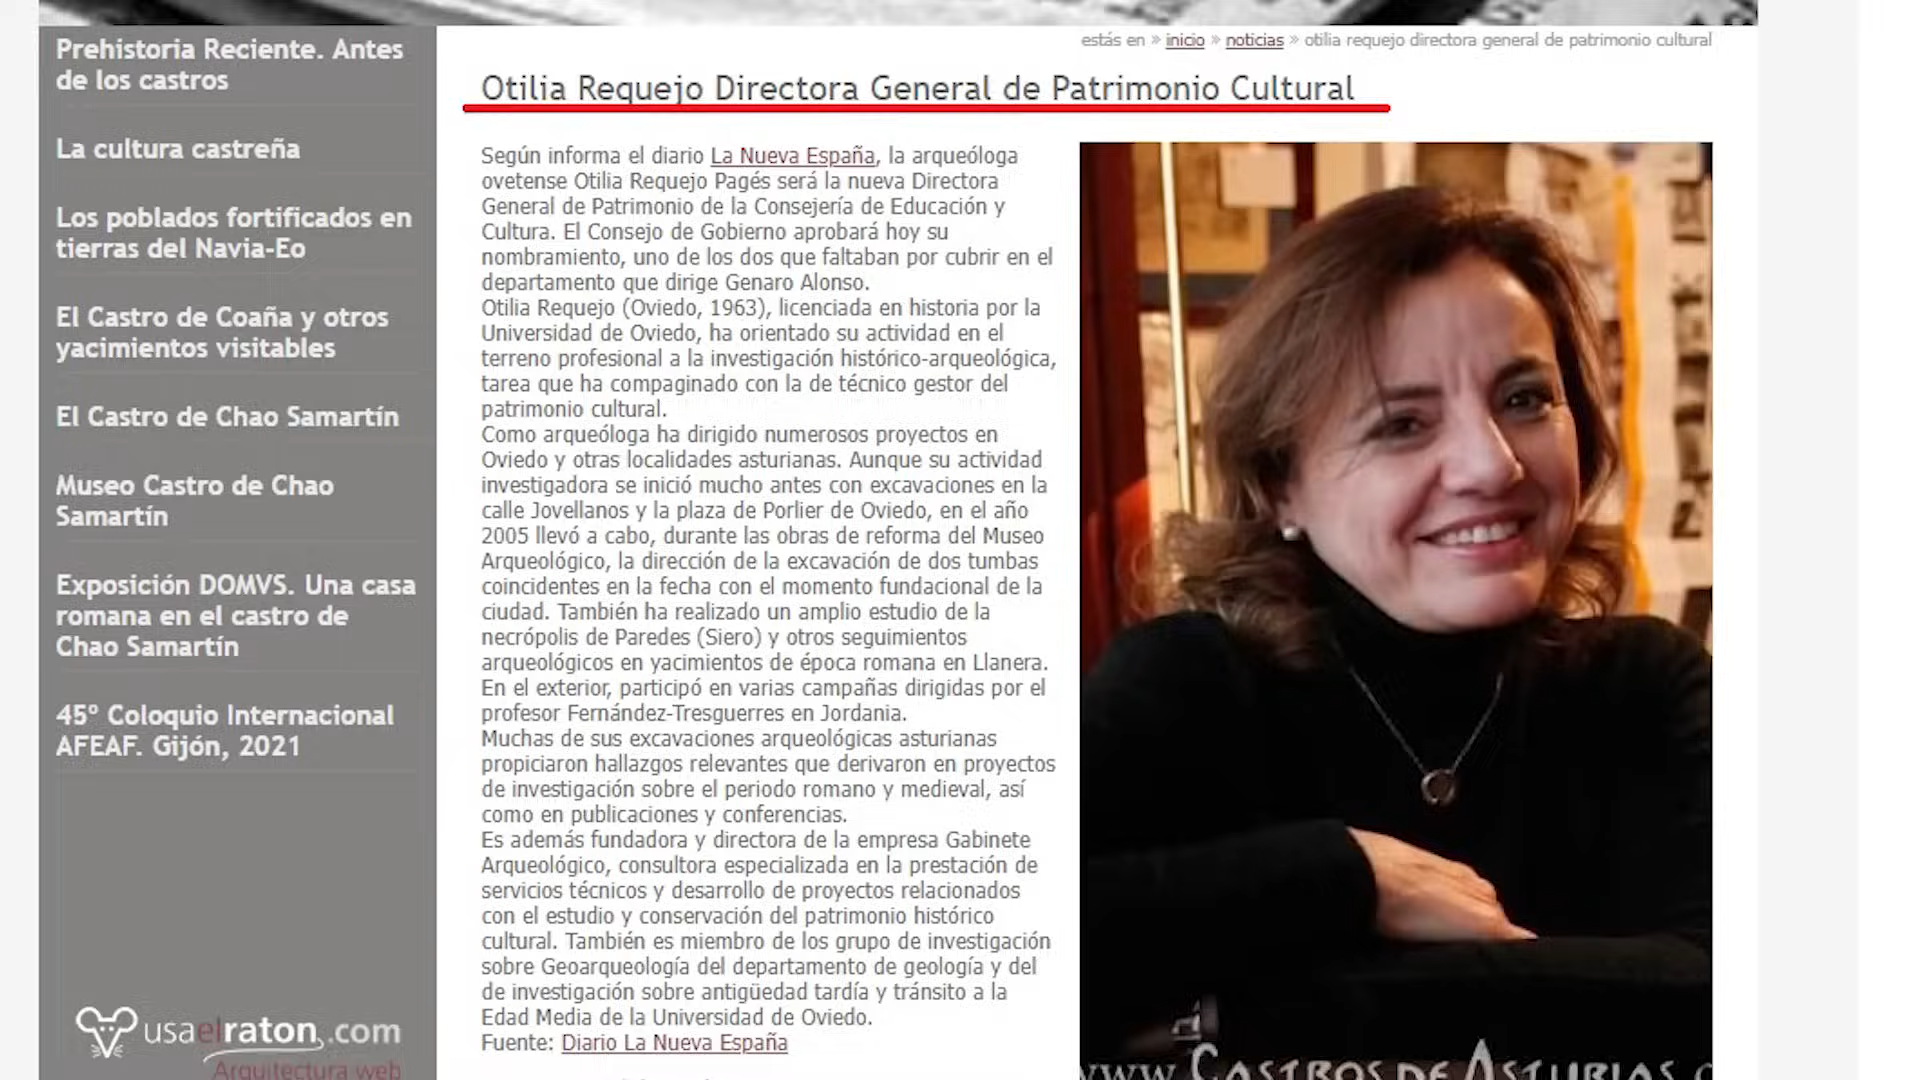 Prehistoria Reciente. Antes
de los castros
La cultura castreña
Los poblados fortificados en
tierras del Navia-Eo
El Castro de Coaña y otros
yacimientos visitables
El Castro de Chao Samartín
Museo Castro de Chao
Samartín
Exposición DOMVS. Una casa
romana en el castro de
Chao Samartín
45º Coloquio Internacional
AFEAF. Gijón, 2021
usaelraton.com
Arquitectura web
estás en » inicio » noticias » otilia requejo directora general de patrimonio cultural
Otilia Requejo Directora General de Patrimonio Cultural
Según informa el diario La Nueva España, la arqueóloga
ovetense Otilia Requejo Pagés será la nueva Directora
General de Patrimonio de la Consejería de Educación y
Cultura. El Consejo de Gobierno aprobará hoy su
nombramiento, uno de los dos que faltaban por cubrir en el
departamento que dirige Genaro Alonso.
Otilia Requejo (Oviedo, 1963), licenciada en historia por la
Universidad de Oviedo, ha orientado su actividad en el
terreno profesional a la investigación histórico-arqueológica,
tarea que ha compaginado con la de técnico gestor del
patrimonio cultural.
Como arqueóloga ha dirigido numerosos proyectos en
Oviedo y otras localidades asturianas. Aunque su actividad
investigadora se inició mucho antes con excavaciones en la
calle Jovellanos y la plaza de Porlier de Oviedo, en el año
2005 llevó a cabo, durante las obras de reforma del Museo
Arqueológico, la dirección de la excavación de dos tumbas
coincidentes en la fecha con el momento fundacional de la
ciudad. También ha realizado un amplio estudio de la
necrópolis de Paredes (Siero) y otros seguimientos
arqueológicos en yacimientos de época romana en Llanera.
En el exterior, participó en varias campañas dirigidas por el
profesor Fernández-Tresguerres en Jordania.
Muchas de sus excavaciones arqueológicas asturianas
propiciaron hallazgos relevantes que derivaron en proyectos
de investigación sobre el periodo romano y medieval, así
como en publicaciones y conferencias.
Es además fundadora y directora de la empresa Gabinete
Arqueológico, consultora especializada en la prestación de
servicios técnicos y desarrollo de proyectos relacionados
con el estudio y conservación del patrimonio histórico
cultural. También es miembro de los grupo de investigación
sobre Geoarqueología del departamento de geología y del
de investigación sobre antigüedad tardía y tránsito a la
Edad Media de la Universidad de Oviedo.
Fuente: Diario La Nueva España
www.CASTROS DE ASTURIAS.c